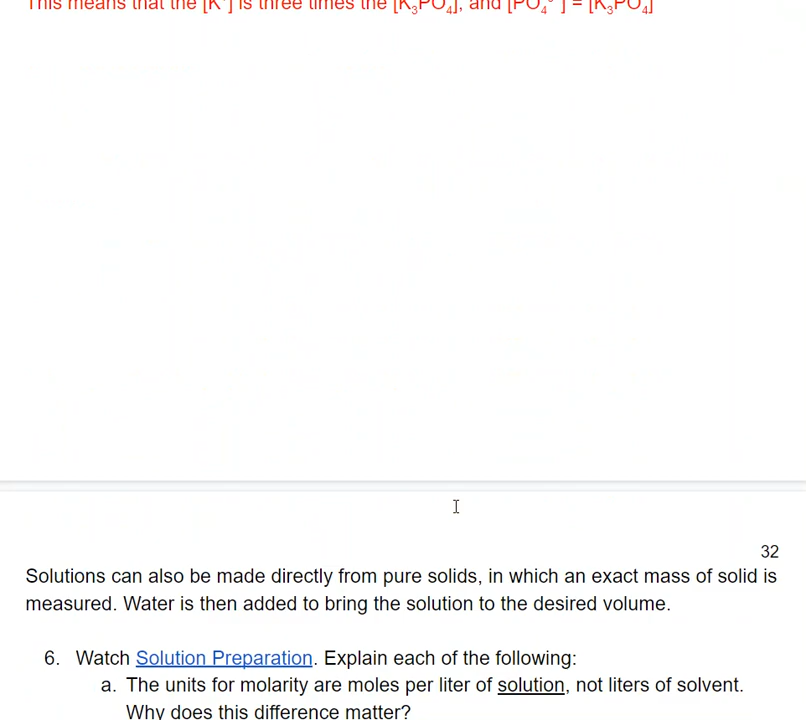 This means that the [K⁺] is three times the [K₃PO₄], and [PO₄³⁻] = [K₃PO₄]
32
Solutions can also be made directly from pure solids, in which an exact mass of solid is
measured. Water is then added to bring the solution to the desired volume.
6. Watch Solution Preparation. Explain each of the following:
a. The units for molarity are moles per liter of solution, not liters of solvent.
Why does this difference matter?